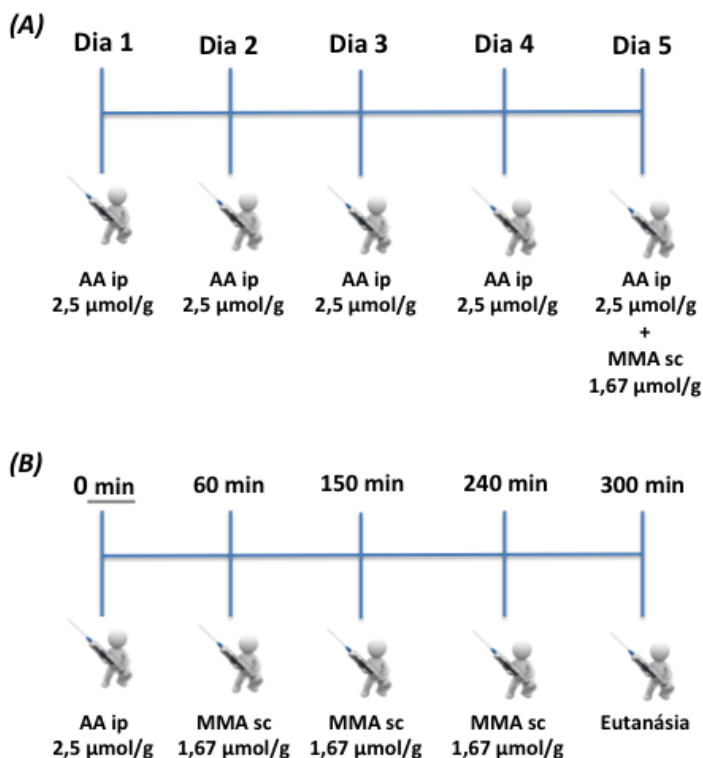 (A)
Dia 1 Dia 2 Dia 3 Dia 4 Dia 5
AA ip AA ip AA ip AA ip AA ip
2,5 µmol/g 2,5 µmol/g 2,5 µmol/g 2,5 µmol/g 2,5 µmol/g
+
MMA sc
1,67 µmol/g
(B)
0 min 60 min 150 min 240 min 300 min
AA ip MMA sc MMA sc MMA sc Eutanásia
2,5 µmol/g 1,67 µmol/g 1,67 µmol/g 1,67 µmol/g